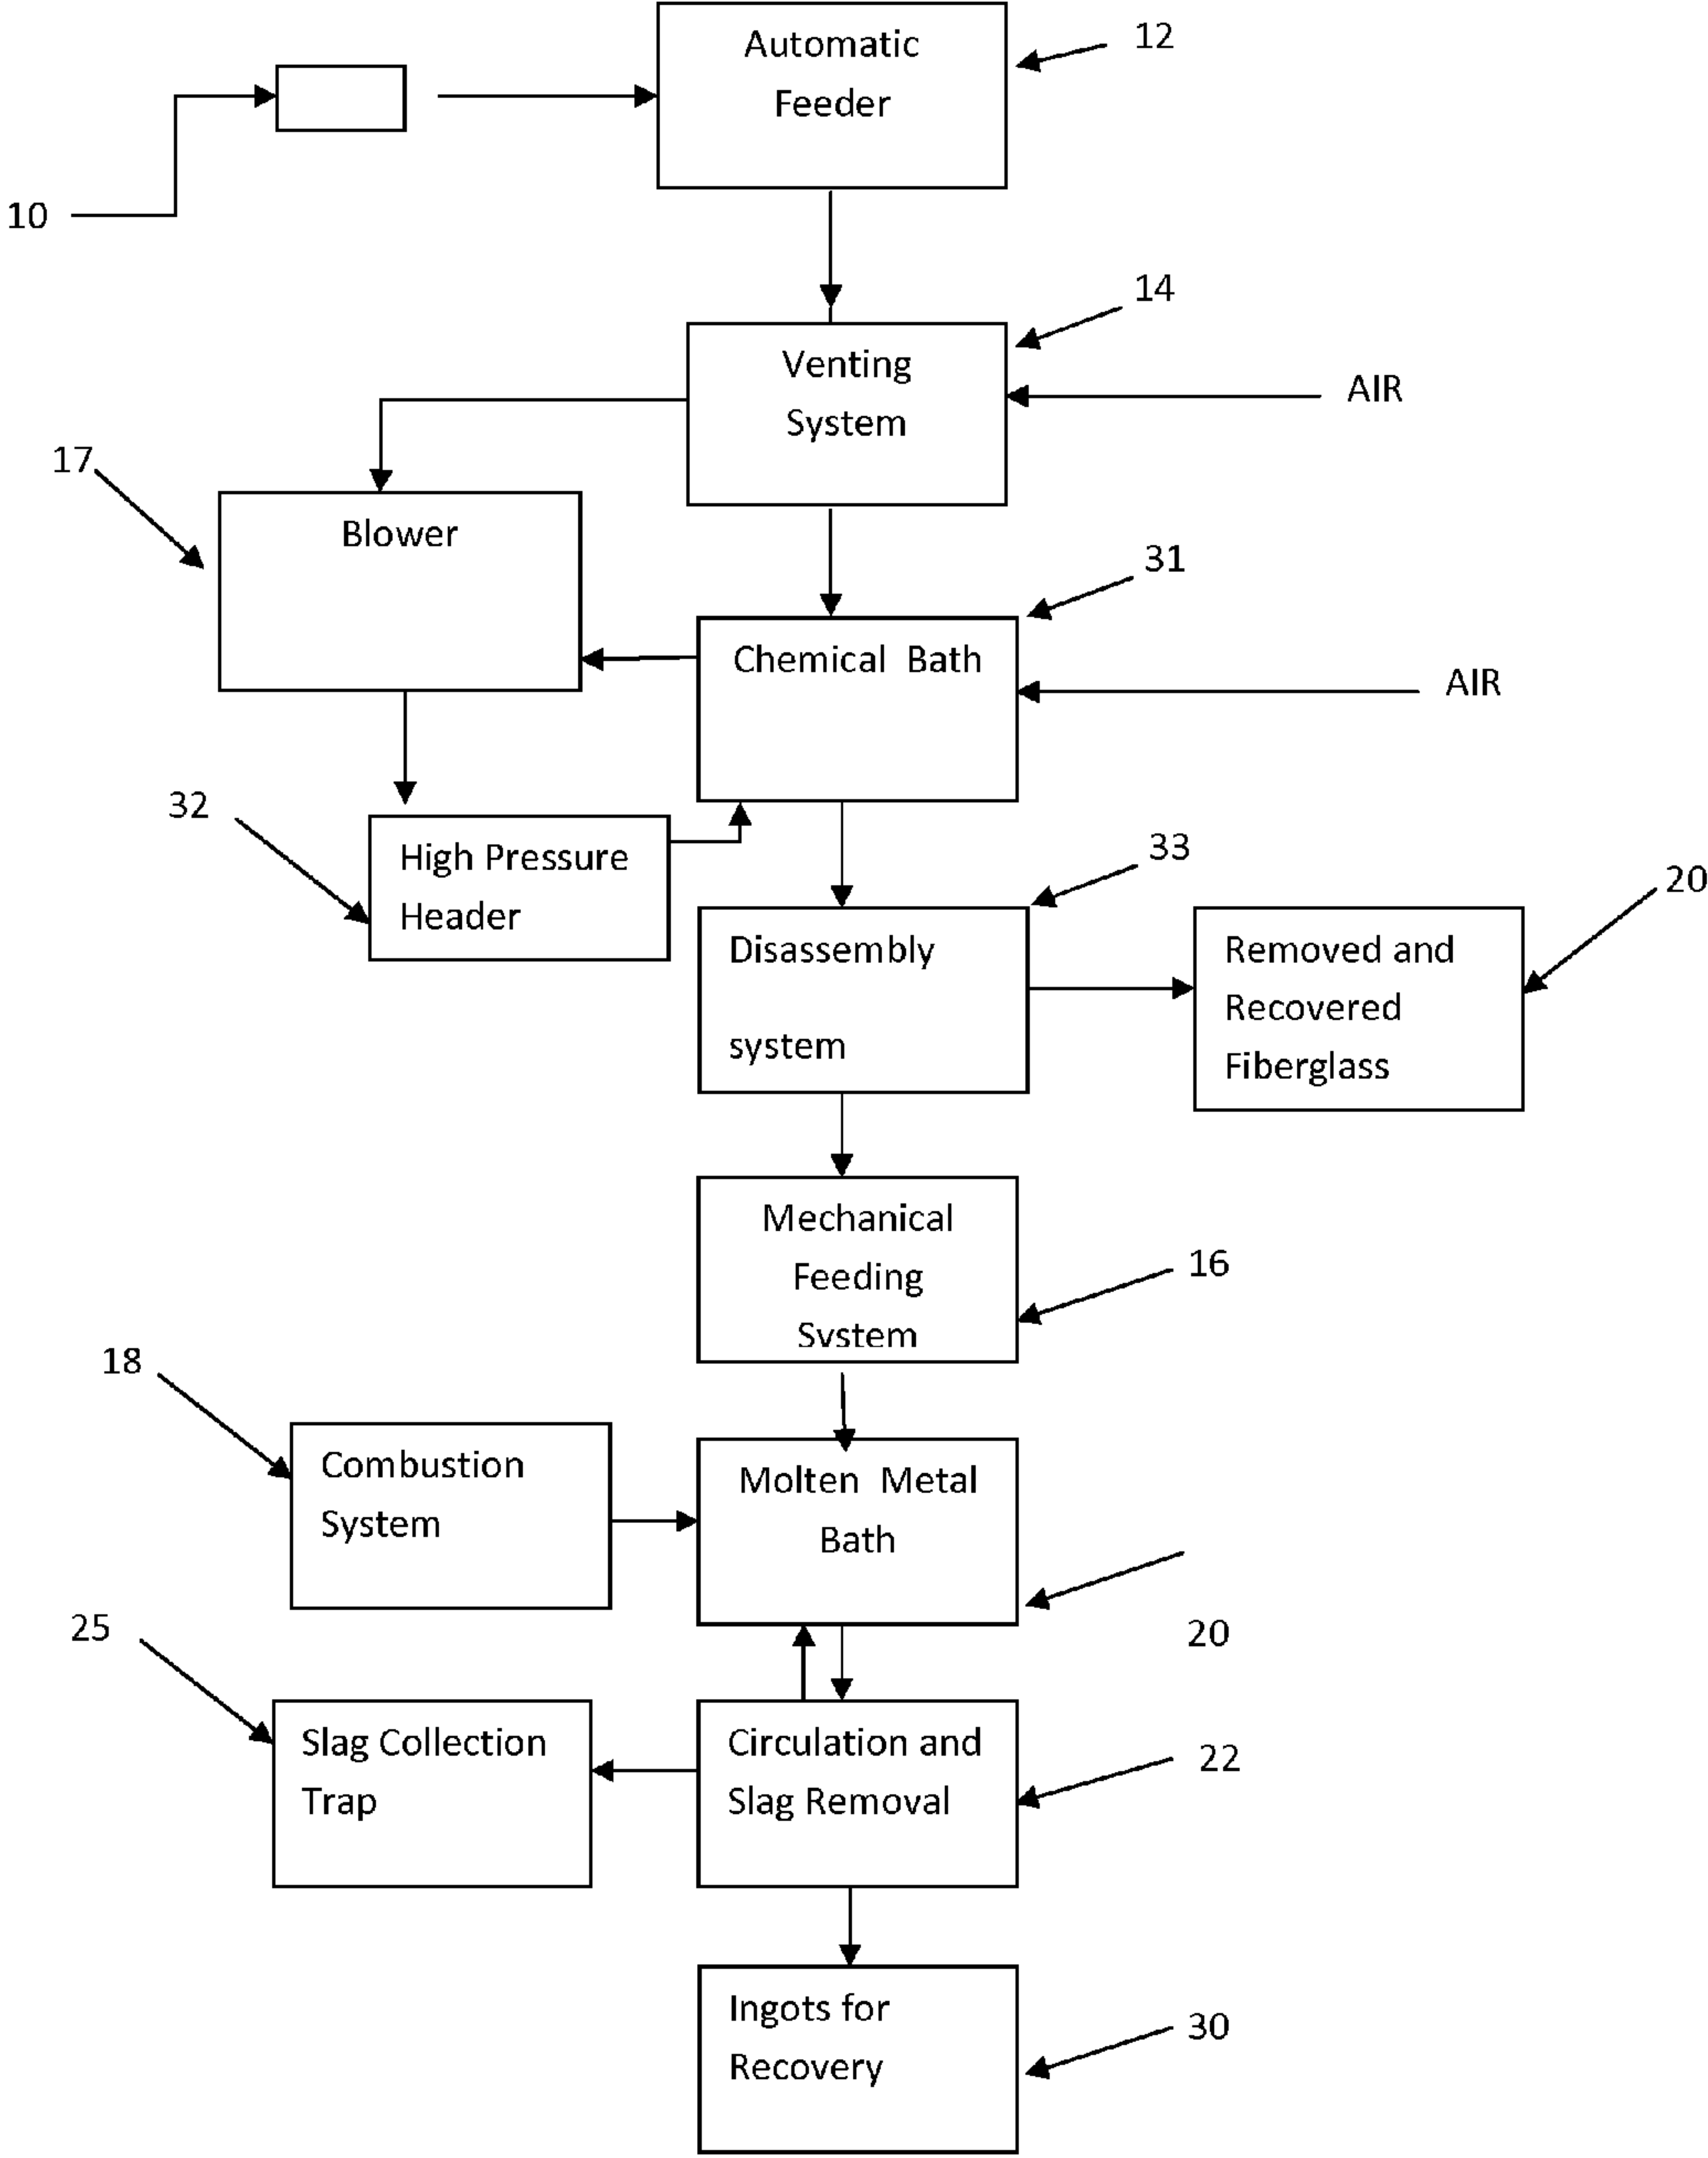 Automatic
Feeder
12
10
14
Venting
System
AIR
17
Blower
31
Chemical Bath
AIR
32
High Pressure
Header
33
Disassembly
system
20
Removed and
Recovered
Fiberglass
Mechanical
Feeding
System
16
18
Combustion
System
Molten Metal
Bath
20
25
Slag Collection
Trap
Circulation and
Slag Removal
22
Ingots for
Recovery
30